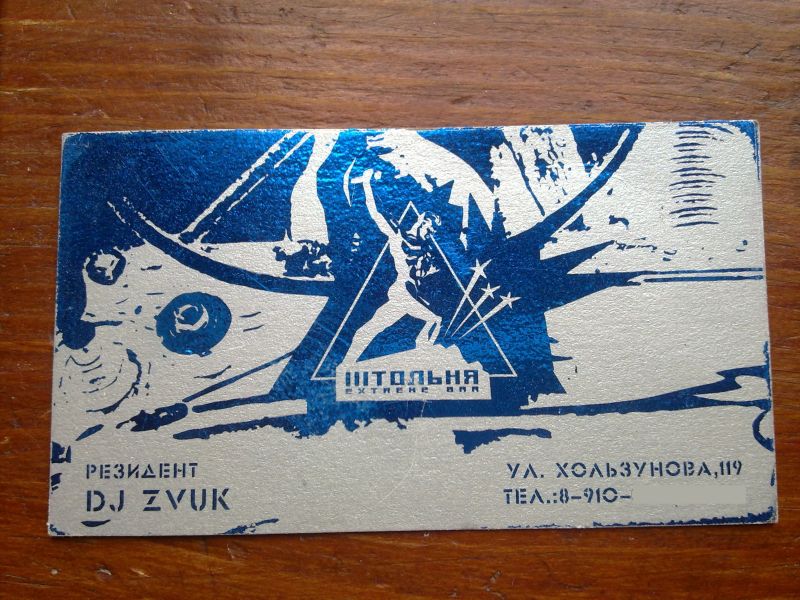 ШТОЛЬНЯ
EXTREME BAR
РЕЗИДЕНТ
DJ ZVUK
УЛ. ХОЛЬЗУНОВА,119
ТЕЛ.:8-910-